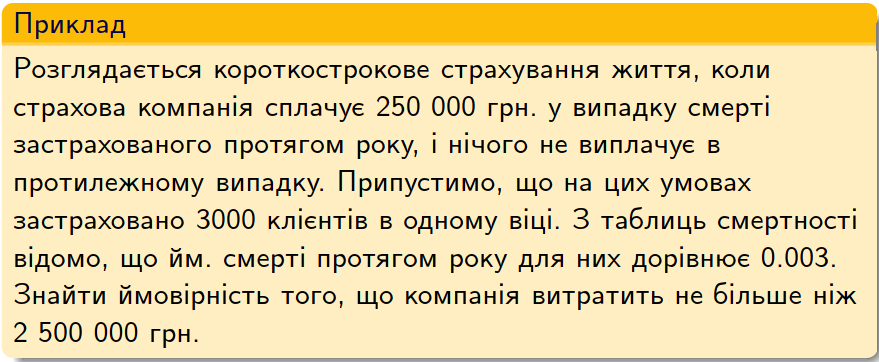 Приклад
Розглядається короткострокове страхування життя, коли
страхова компанія сплачує 250 000 грн. у випадку смерті
застрахованого протягом року, і нічого не виплачує в
протилежному випадку. Припустимо, що на цих умовах
застраховано 3000 клієнтів в одному віці. З таблиць смертності
відомо, що йм. смерті протягом року для них дорівнює 0.003.
Знайти ймовірність того, що компанія витратить не більше ніж
2 500 000 грн.